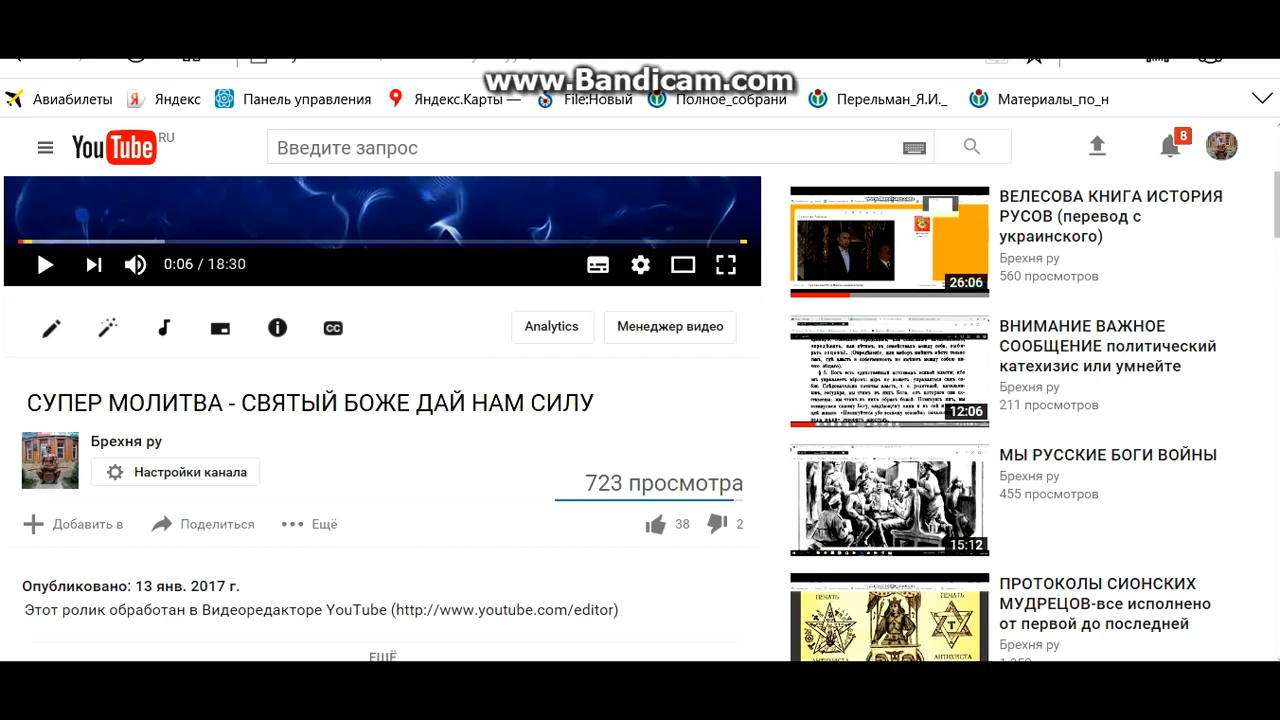 www.Bandicam.com
Авиабилеты Яндекс Панель управления Яндекс.Карты — File:Новый Полное_собрани Перельман_Я.И._ Материалы_по_н
YouTube RU
Введите запрос
8
0:06 / 18:30
Analytics
Менеджер видео
СУПЕР МОЛИТВА - СВЯТЫЙ БОЖЕ ДАЙ НАМ СИЛУ
Брехня ру
Настройки канала
723 просмотра
Добавить в Поделиться Ещё
38 2
Опубликовано: 13 янв. 2017 г.
Этот ролик обработан в Видеоредакторе YouTube (http://www.youtube.com/editor)
ЕЩЁ
26:06
ВЕЛЕСОВА КНИГА ИСТОРИЯ
РУСОВ (перевод с
украинского)
Брехня ру
560 просмотров
12:06
ВНИМАНИЕ ВАЖНОЕ
СООБЩЕНИЕ политический
катехизис или умнейте
Брехня ру
211 просмотров
15:12
МЫ РУССКИЕ БОГИ ВОЙНЫ
Брехня ру
455 просмотров
ПЕЧАТЬ ПЕЧАТЬ
АНТИХРИСТА АНТИХРИСТА
ПРОТОКОЛЫ СИОНСКИХ
МУДРЕЦОВ-все исполнено
от первой до последней
Брехня ру